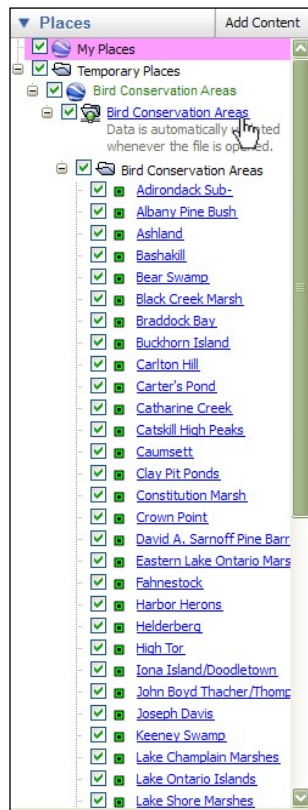 Places
Add Content
My Places
Temporary Places
Bird Conservation Areas
Bird Conservation Areas
Data is automatically updated
whenever the file is opened.
Bird Conservation Areas
Adirondack Sub-
Albany Pine Bush
Ashland
Bashakill
Bear Swamp
Black Creek Marsh
Braddock Bay
Buckhorn Island
Carlton Hill
Carter's Pond
Catharine Creek
Catskill High Peaks
Caumsett
Clay Pit Ponds
Constitution Marsh
Crown Point
David A. Sarnoff Pine Barr
Eastern Lake Ontario Mars
Fahnestock
Harbor Herons
Helderberg
High Tor
Iona Island/Doodletown
John Boyd Thacher/Thomp
Joseph Davis
Keeney Swamp
Lake Champlain Marshes
Lake Ontario Islands
Lake Shore Marshes